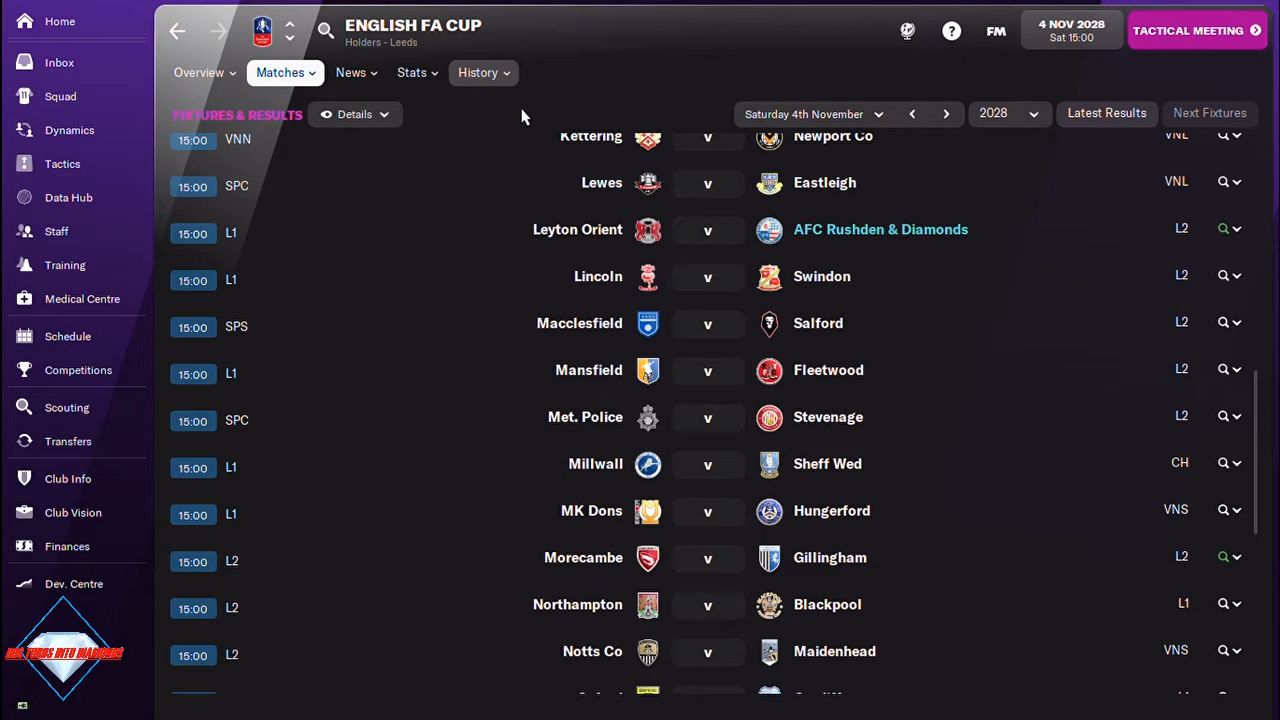 Home
Inbox
Squad
Dynamics
Tactics
Data Hub
Staff
Training
Medical Centre
Schedule
Competitions
Scouting
Transfers
Club Info
Club Vision
Finances
Dev. Centre
ENGLISH FA CUP
Holders - Leeds
FM
4 NOV 2028
Sat 15:00
TACTICAL MEETING
Overview Matches News Stats History
FIXTURES & RESULTS Details Saturday 4th November 2028 Latest Results Next Fixtures
15:00 VNN Kettering v Newport Co VNL
15:00 SPC Lewes v Eastleigh VNL
15:00 L1 Leyton Orient v AFC Rushden & Diamonds L2
15:00 L1 Lincoln v Swindon L2
15:00 SPS Macclesfield v Salford L2
15:00 L1 Mansfield v Fleetwood L2
15:00 SPC Met. Police v Stevenage L2
15:00 L1 Millwall v Sheff Wed CH
15:00 L1 MK Dons v Hungerford VNS
15:00 L2 Morecambe v Gillingham L2
15:00 L2 Northampton v Blackpool L1
15:00 L2 Notts Co v Maidenhead VNS